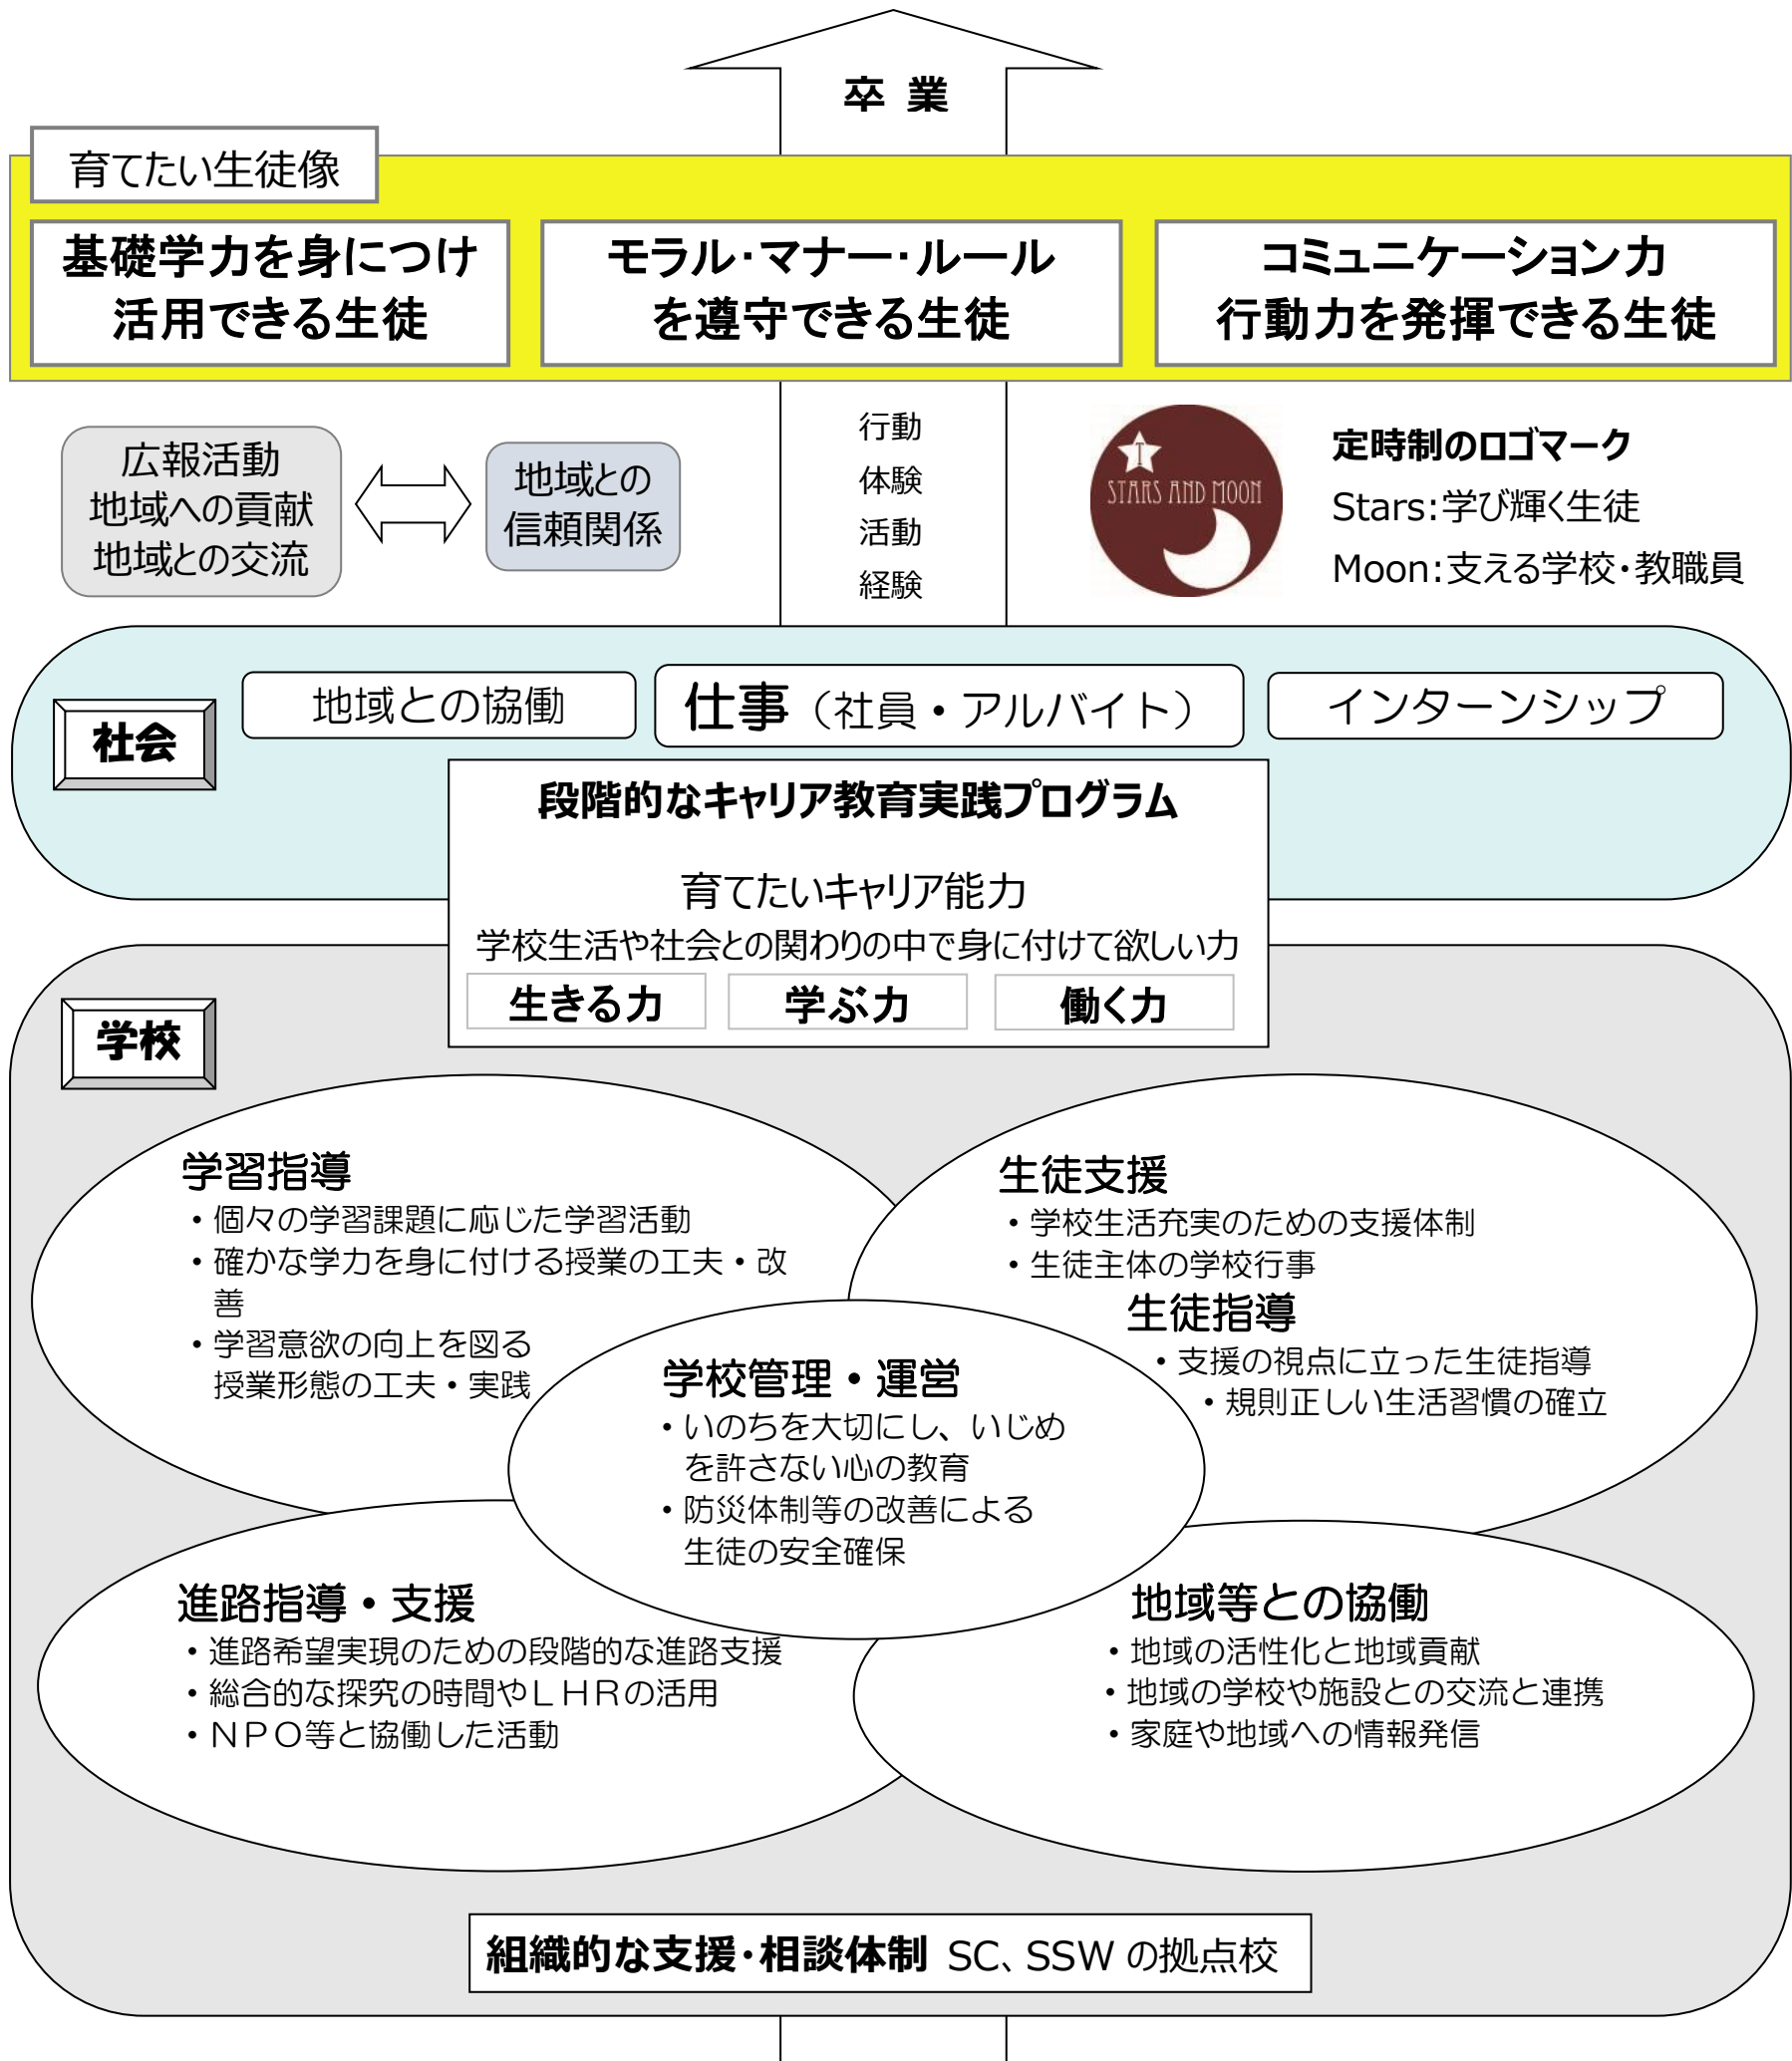 卒 業
育てたい生徒像
基礎学力を身につけ
活用できる生徒
モラル・マナー・ルール
を遵守できる生徒
コミュニケーション力
行動力を発揮できる生徒
広報活動
地域への貢献
地域との交流
地域との
信頼関係
行動
体験
活動
経験
T
STARS AND MOON
定時制のロゴマーク
Stars:学び輝く生徒
Moon:支える学校・教職員
社会
地域との協働
仕事（社員・アルバイト）
インターンシップ
段階的なキャリア教育実践プログラム
育てたいキャリア能力
学校生活や社会との関わりの中で身に付けて欲しい力
生きる力
学ぶ力
働く力
学校
学習指導
・個々の学習課題に応じた学習活動
・確かな学力を身に付ける授業の工夫・改
善
・学習意欲の向上を図る
授業形態の工夫・実践
生徒支援
・学校生活充実のための支援体制
・生徒主体の学校行事
生徒指導
・支援の視点に立った生徒指導
・規則正しい生活習慣の確立
学校管理・運営
・いのちを大切にし、いじめ
を許さない心の教育
・防災体制等の改善による
生徒の安全確保
進路指導・支援
・進路希望実現のための段階的な進路支援
・総合的な探究の時間やＬＨＲの活用
・ＮＰＯ等と協働した活動
地域等との協働
・地域の活性化と地域貢献
・地域の学校や施設との交流と連携
・家庭や地域への情報発信
組織的な支援・相談体制 SC、SSW の拠点校